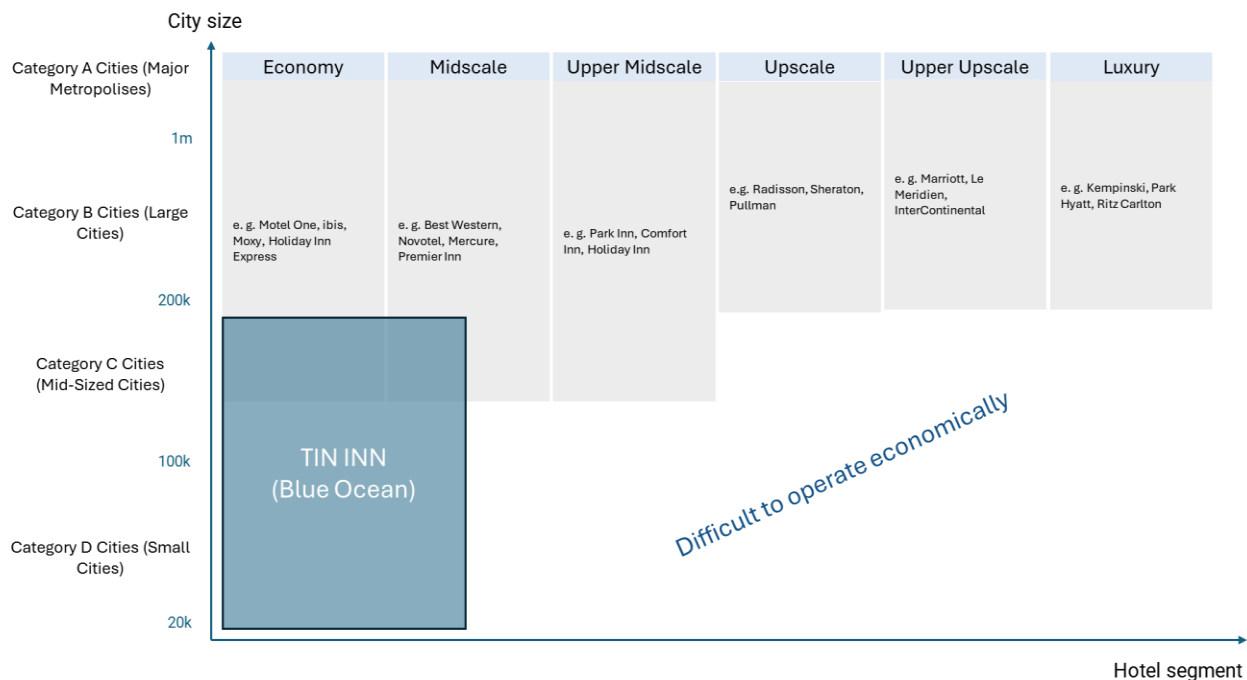 City size
Category A Cities (Major
Metropolises)
Economy
Midscale
Upper Midscale
Upscale
Upper Upscale
Luxury
1m
Category B Cities (Large
Cities)
e. g. Motel One, ibis,
Moxy, Holiday Inn
Express
e. g. Best Western,
Novotel, Mercure,
Premier Inn
e. g. Park Inn, Comfort
Inn, Holiday Inn
e.g. Radisson, Sheraton,
Pullman
e. g. Marriott, Le
Meridien,
InterContinental
e. g. Kempinski, Park
Hyatt, Ritz Carlton
200k
Category C Cities
(Mid-Sized Cities)
100k
TIN INN
(Blue Ocean)
Difficult to operate economically
Category D Cities (Small
Cities)
20k
Hotel segment